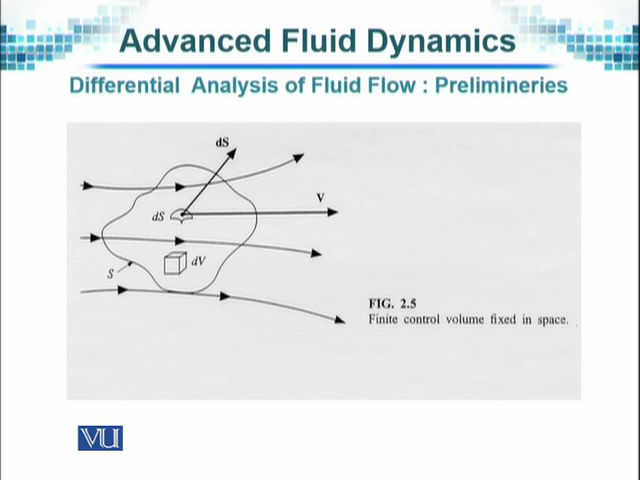 Advanced Fluid Dynamics
Differential Analysis of Fluid Flow : Prelimineries
dS
V
dS
dV
S
FIG. 2.5
Finite control volume fixed in space.
VU